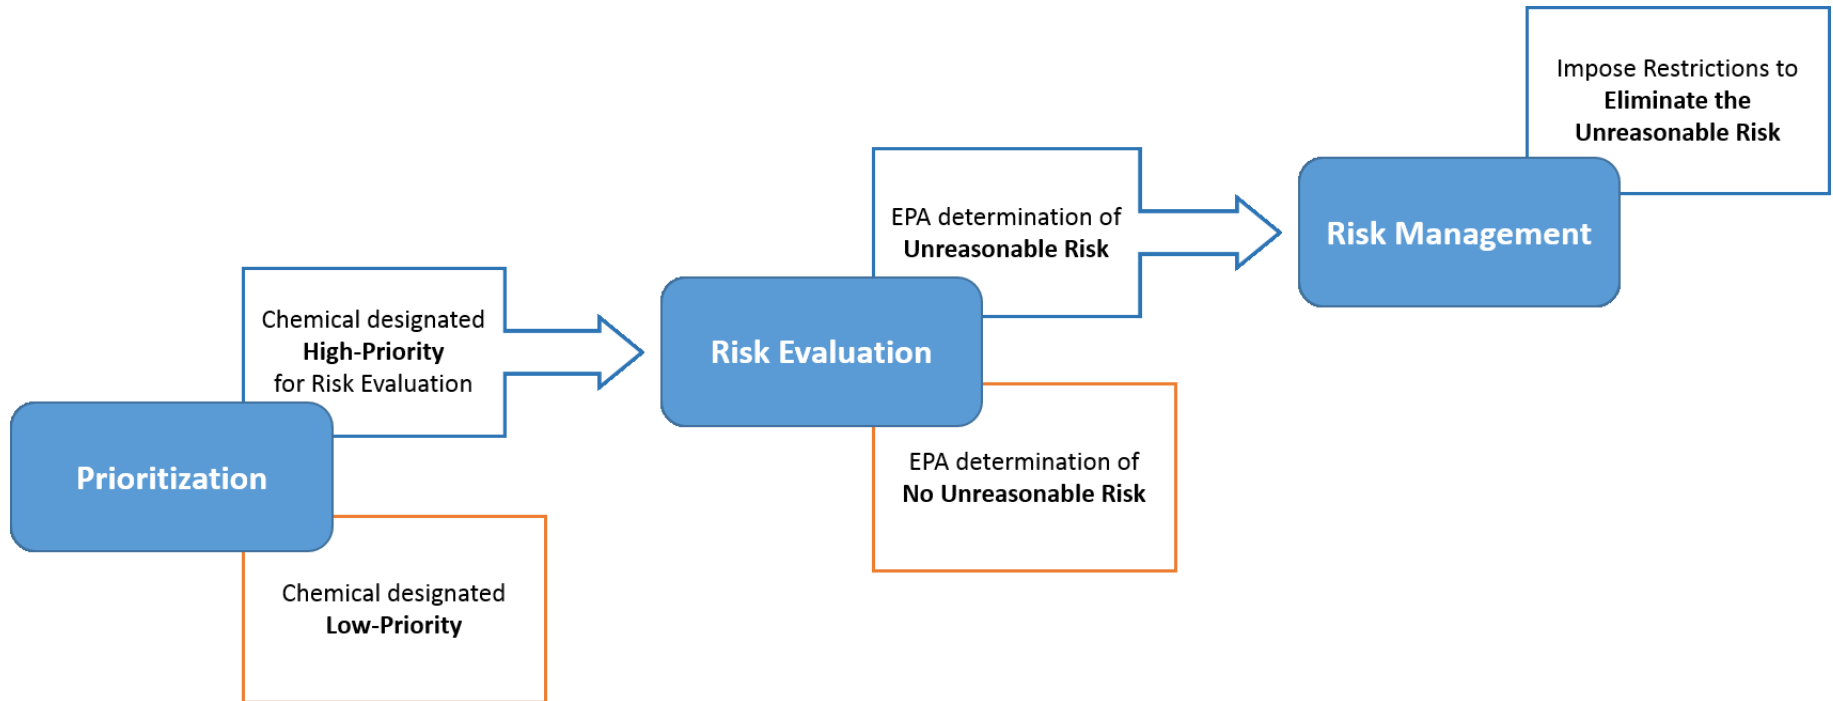 Prioritization
Chemical designated
High-Priority
for Risk Evaluation
Chemical designated
Low-Priority
Risk Evaluation
EPA determination of
Unreasonable Risk
EPA determination of
No Unreasonable Risk
Risk Management
Impose Restrictions to
Eliminate the
Unreasonable Risk